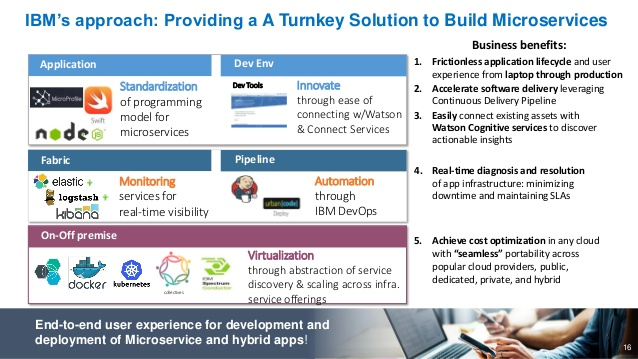 IBM's approach: Providing a A Turnkey Solution to Build Microservices
Business benefits:
Application
MicroProfile
Swift
node
JS
Standardization
of programming
model for
microservices
Dev Env
Dev Tools
Innovate
through ease of
connecting w/Watson
& Connect Services
Fabric
elastic +
logstash +
kibana
Monitoring
services for
real-time visibility
Pipeline
urban{code}
Deploy
Automation
through
IBM DevOps
On-Off premise
docker
kubernetes
collectives
IBM
Spectrum
Conductor
Virtualization
through abstraction of service
discovery & scaling across infra.
service offerings
1. Frictionless application lifecycle and user
experience from laptop through production
2. Accelerate software delivery leveraging
Continuous Delivery Pipeline
3. Easily connect existing assets with
Watson Cognitive services to discover
actionable insights
4. Real-time diagnosis and resolution
of app infrastructure: minimizing
downtime and maintaining SLAs
5. Achieve cost optimization in any cloud
with “seamless” portability across
popular cloud providers, public,
dedicated, private, and hybrid
End-to-end user experience for development and
deployment of Microservice and hybrid apps!
16